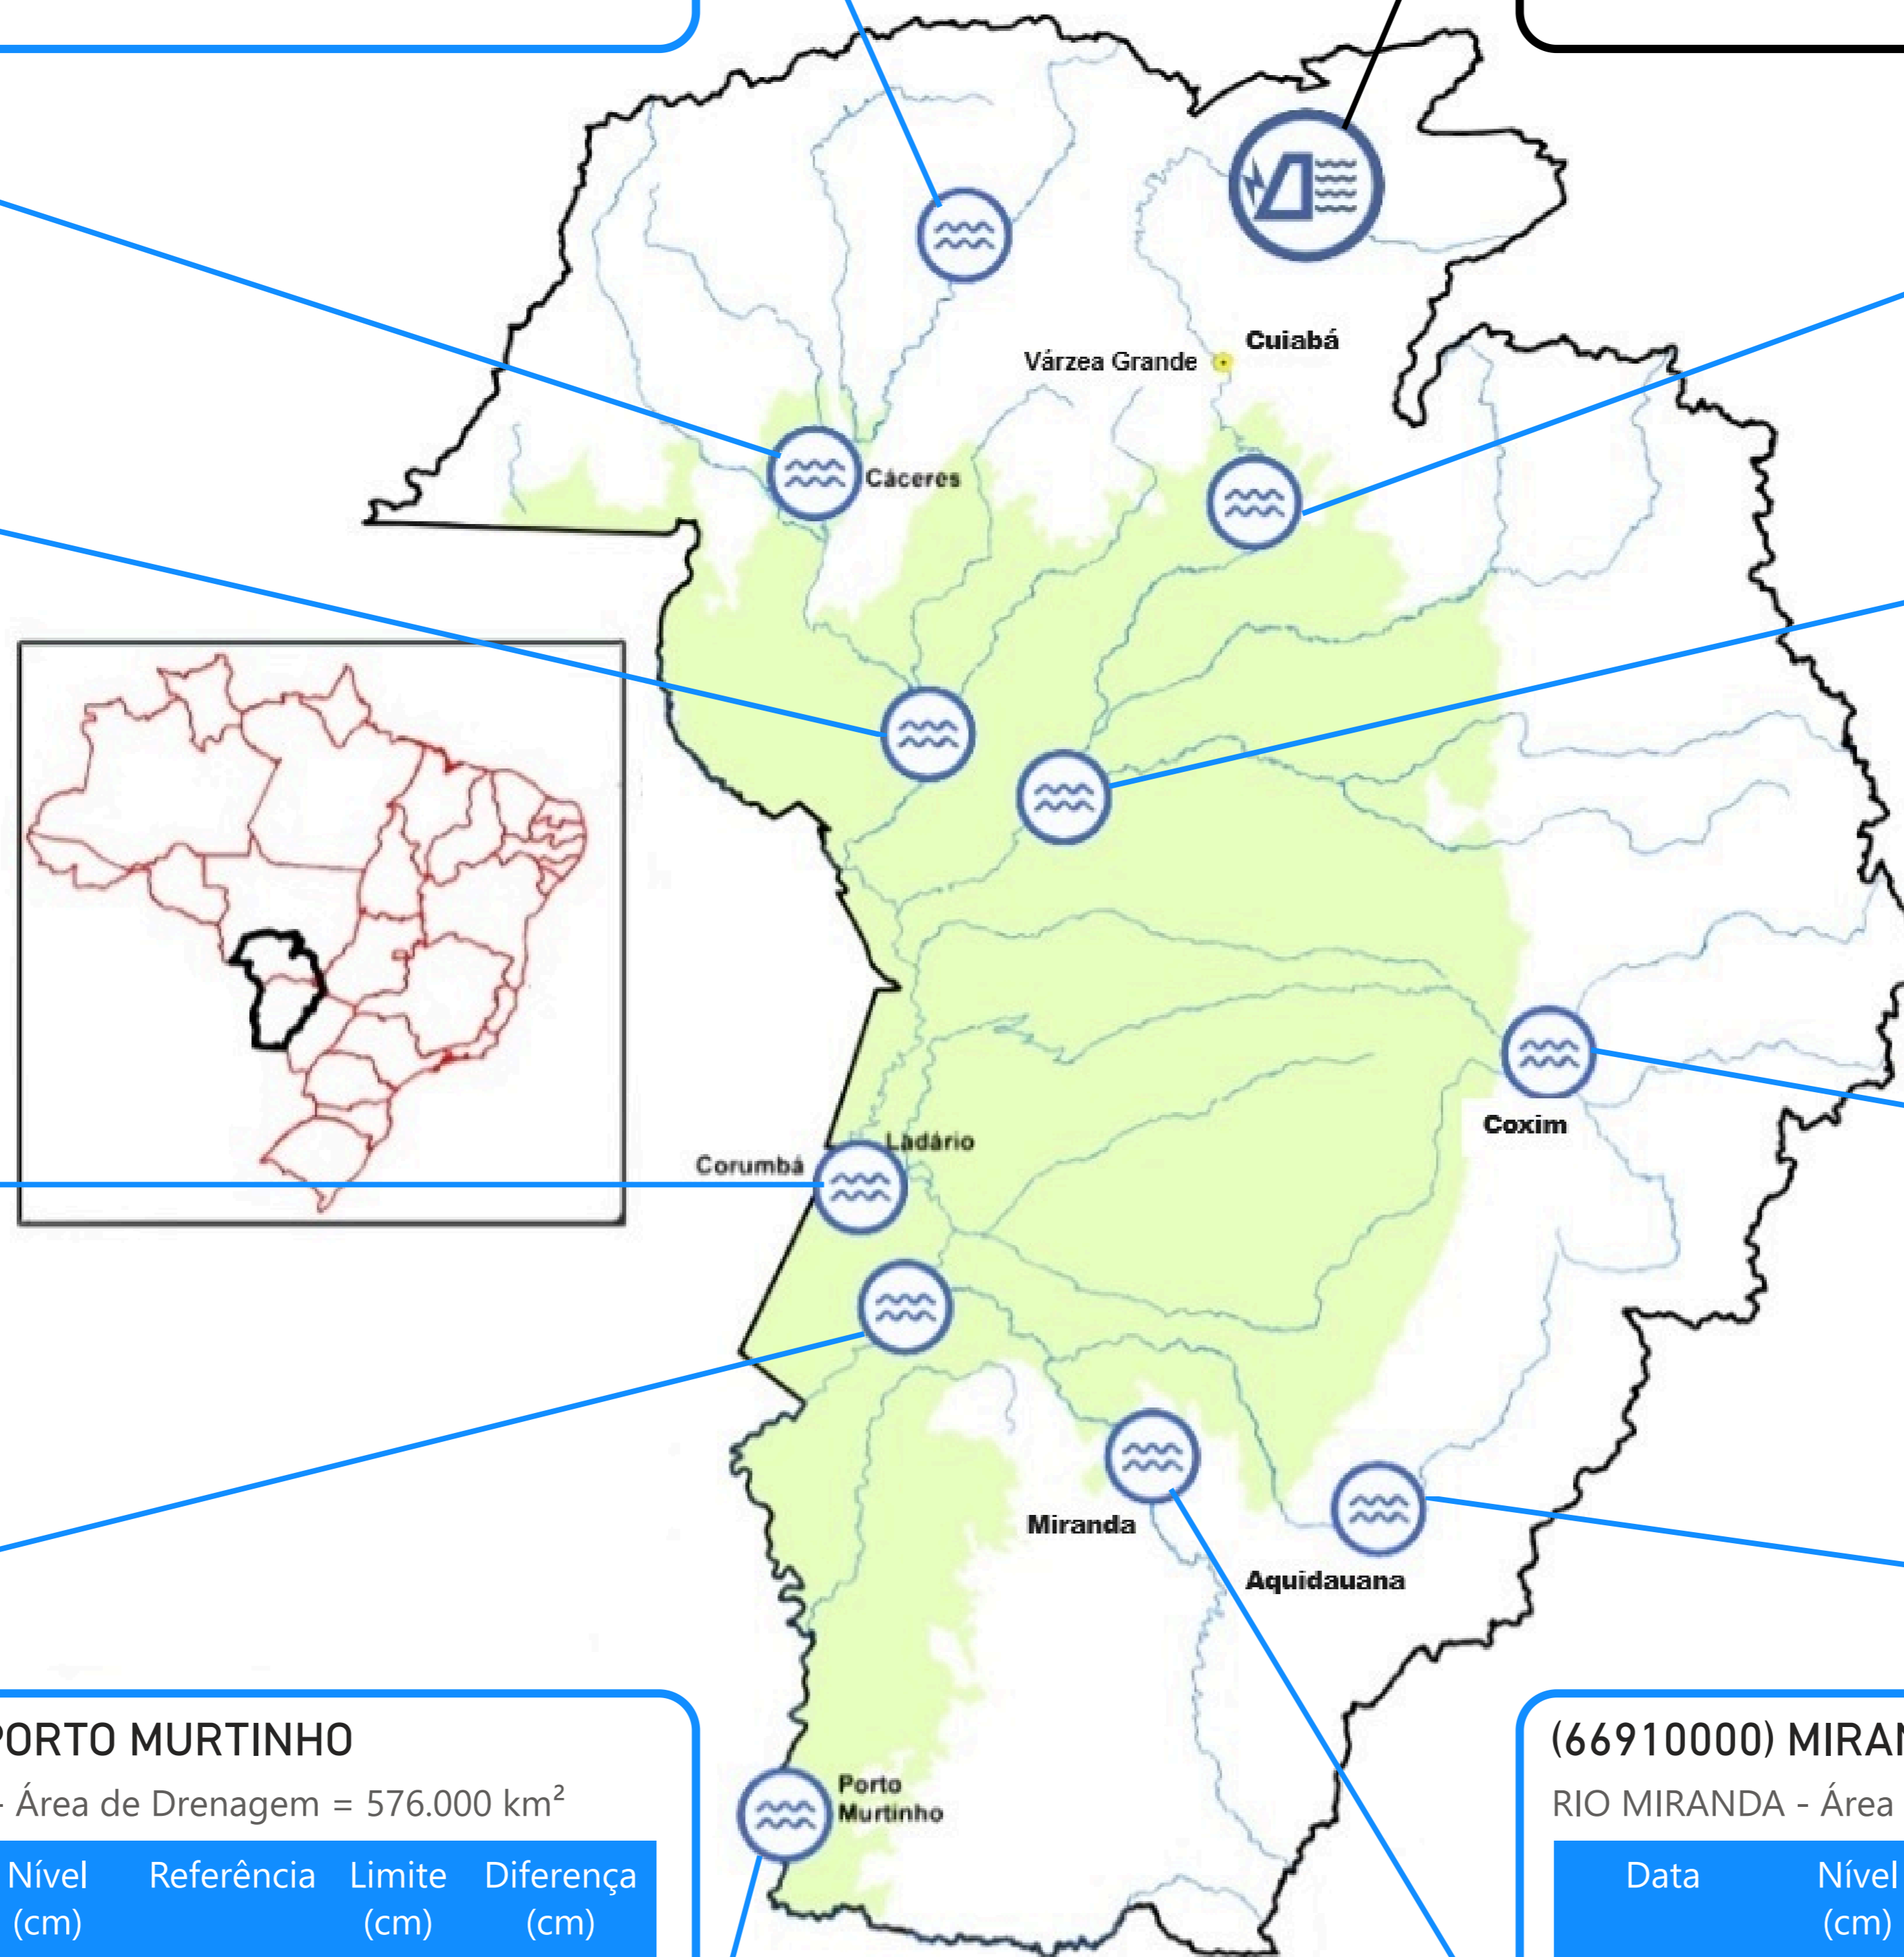 Cuiabá
Várzea Grande
Cáceres
Coxim
Ladário
Corumbá
Miranda
Aquidauana
PORTO MURTINHO
- Área de Drenagem = 576.000 km²
Nível (cm) Referência Limite (cm) Diferença (cm)
Porto
Murtinho
(66910000) MIRAN
RIO MIRANDA - Área
Data Nível (cm)